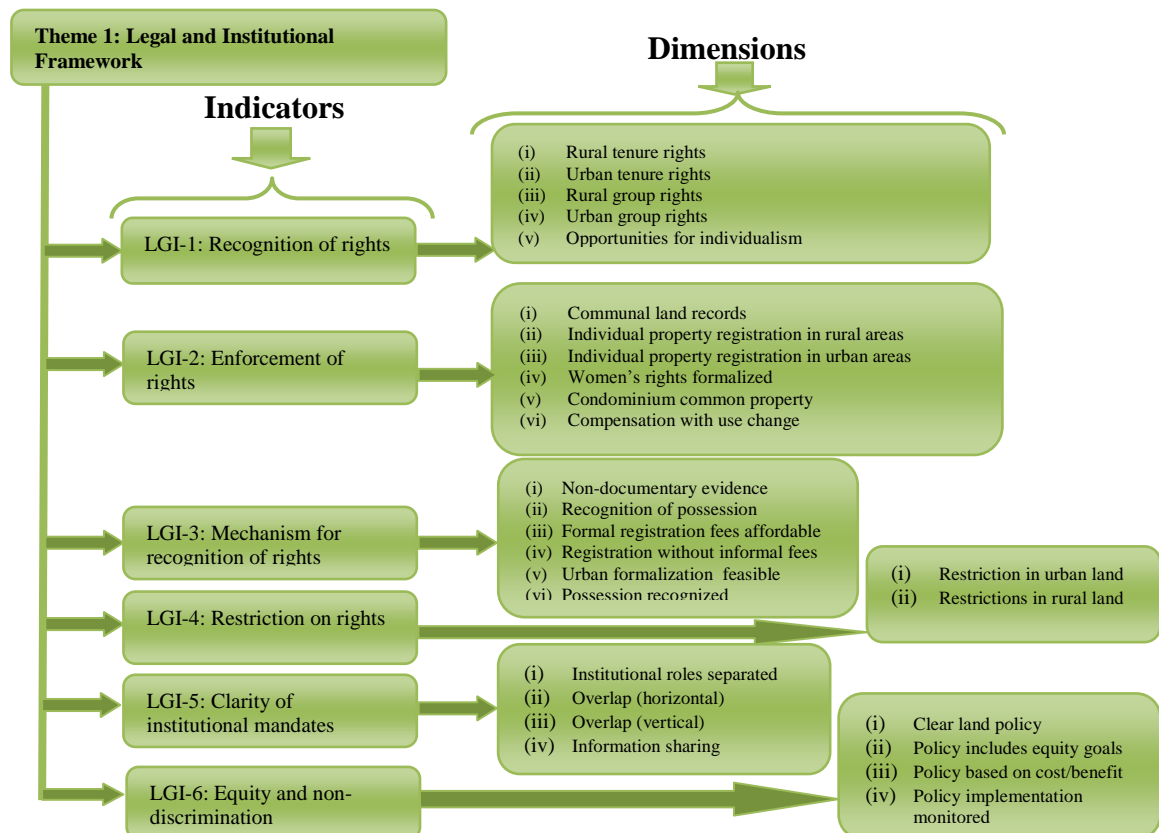 Theme 1: Legal and Institutional
Framework
Dimensions
Indicators
LGI-1: Recognition of rights
(i) Rural tenure rights
(ii) Urban tenure rights
(iii) Rural group rights
(iv) Urban group rights
(v) Opportunities for individualism
LGI-2: Enforcement of
rights
(i) Communal land records
(ii) Individual property registration in rural areas
(iii) Individual property registration in urban areas
(iv) Women’s rights formalized
(v) Condominium common property
(vi) Compensation with use change
LGI-3: Mechanism for
recognition of rights
(i) Non-documentary evidence
(ii) Recognition of possession
(iii) Formal registration fees affordable
(iv) Registration without informal fees
(v) Urban formalization feasible
(vi) Possession recognized
LGI-4: Restriction on rights
(i) Restriction in urban land
(ii) Restrictions in rural land
LGI-5: Clarity of
institutional mandates
(i) Institutional roles separated
(ii) Overlap (horizontal)
(iii) Overlap (vertical)
(iv) Information sharing
LGI-6: Equity and non-
discrimination
(i) Clear land policy
(ii) Policy includes equity goals
(iii) Policy based on cost/benefit
(iv) Policy implementation
monitored